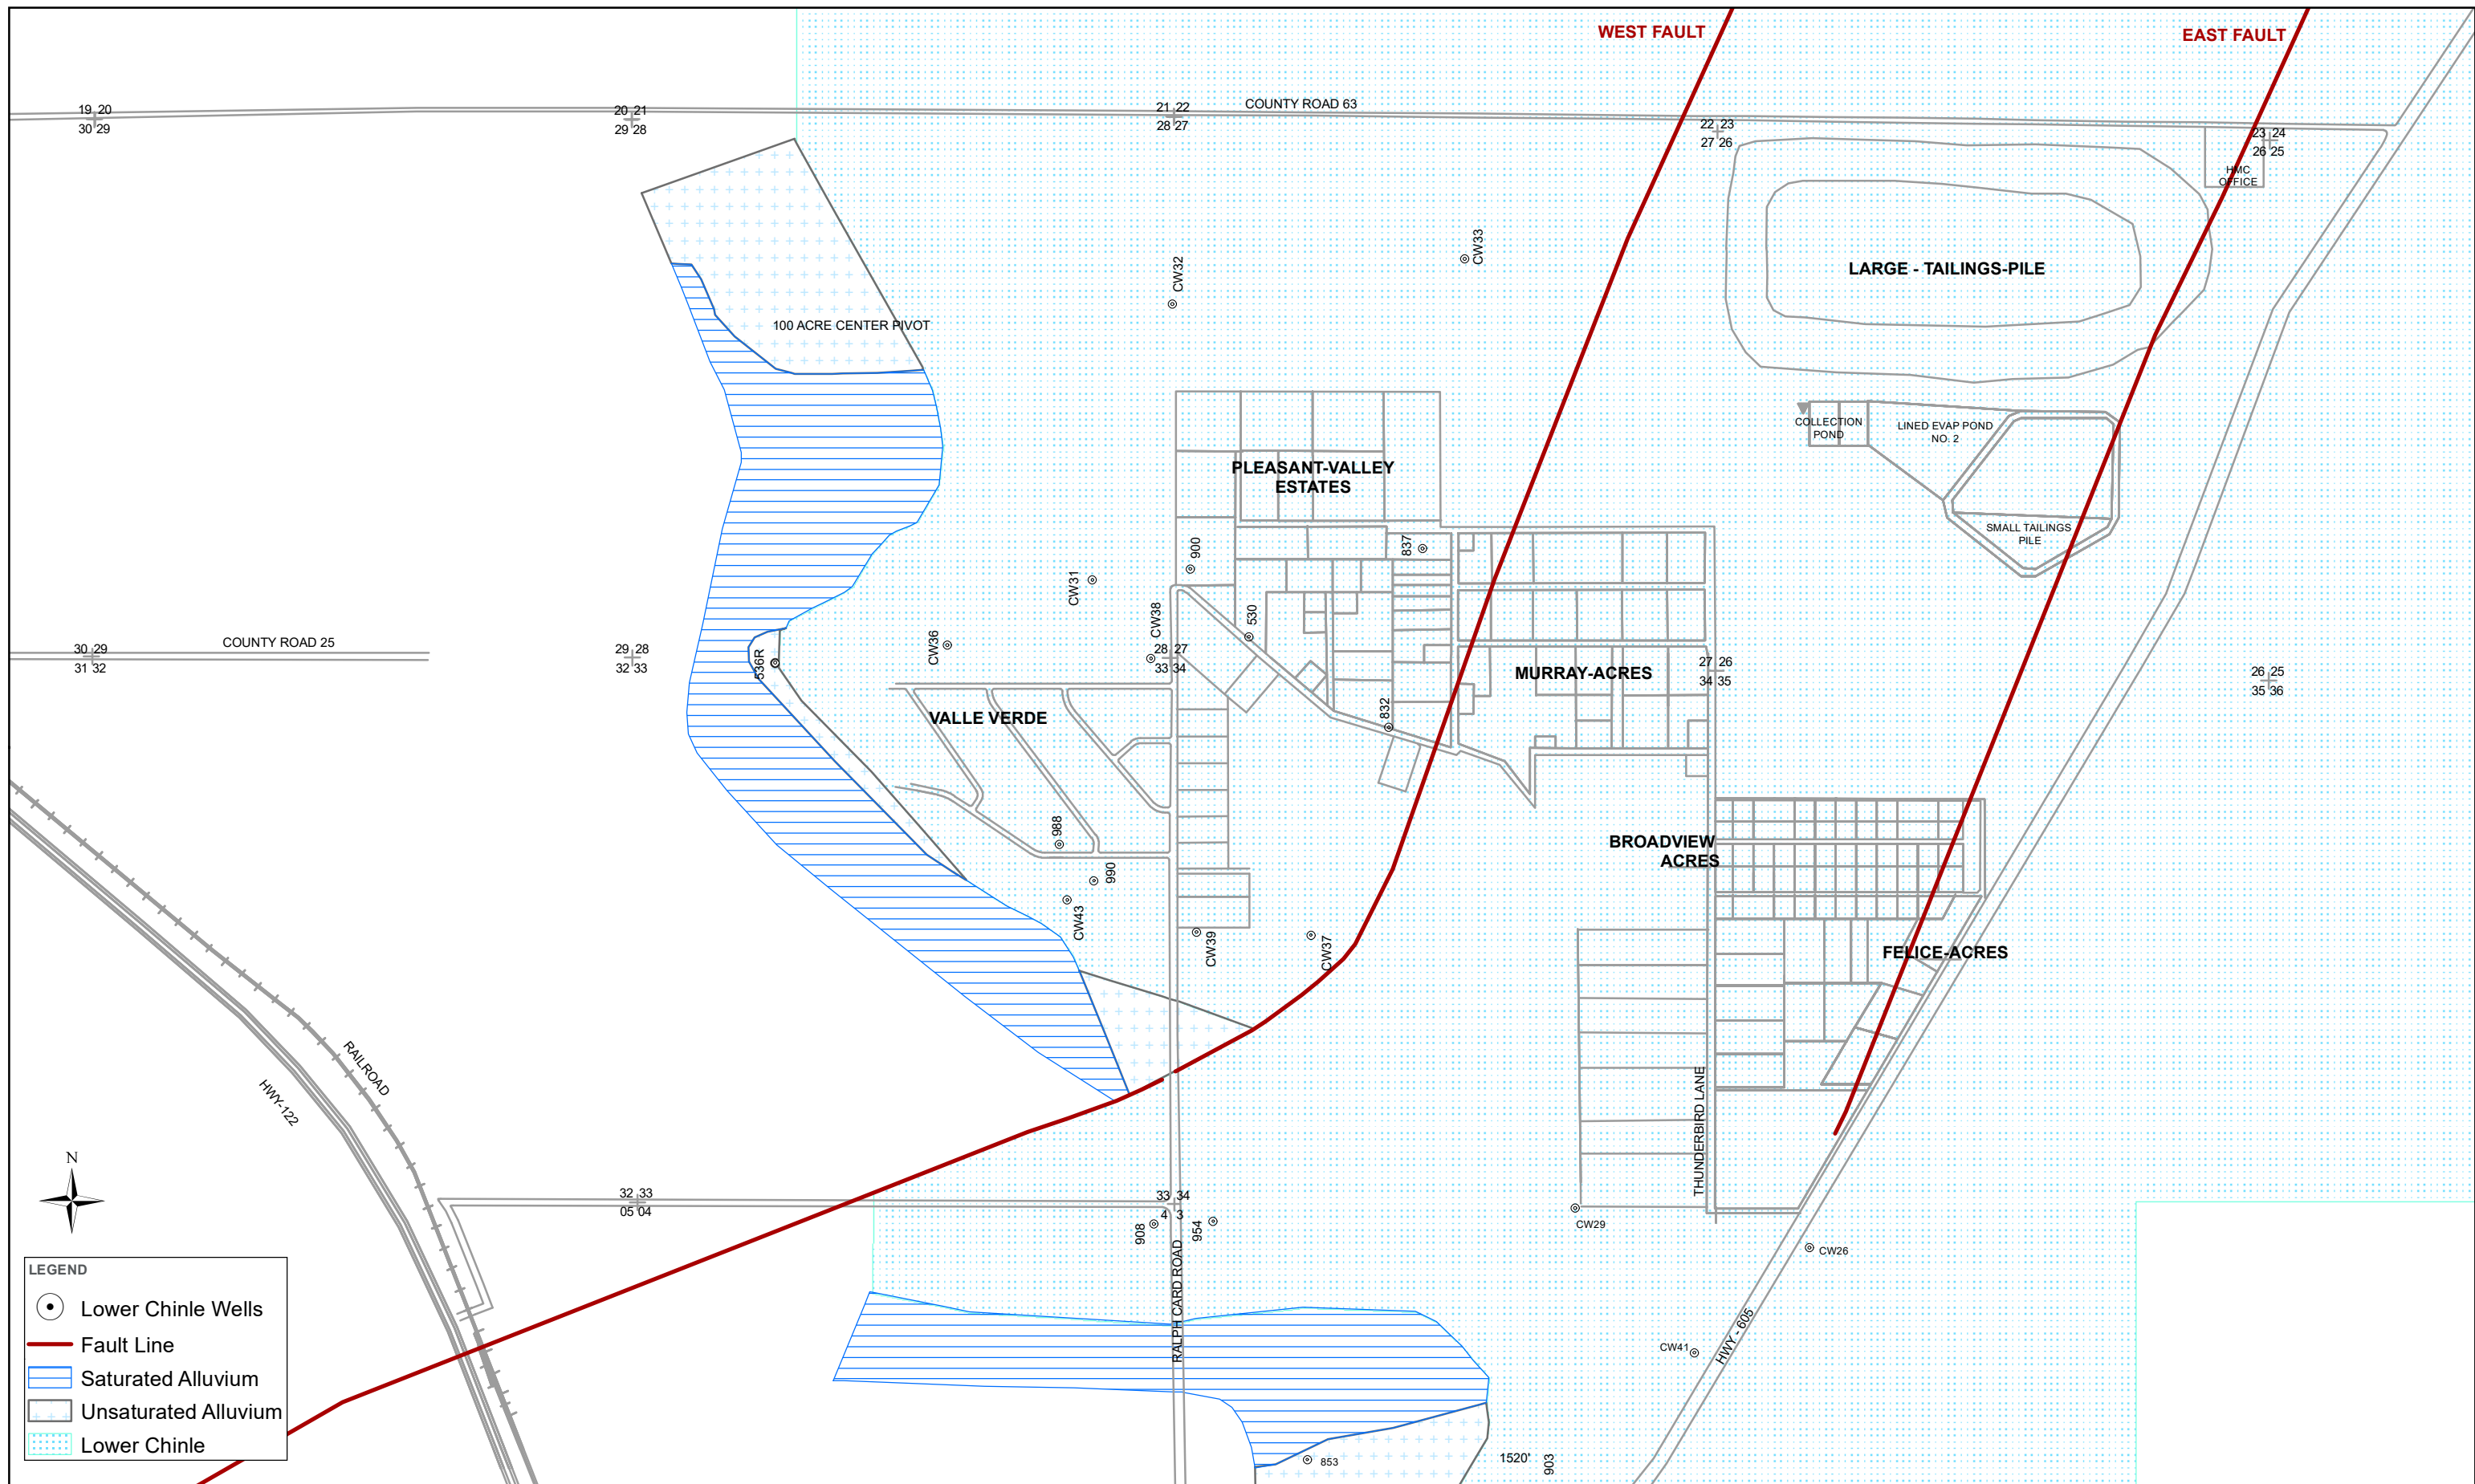 WEST FAULT
EAST FAULT
19 20
30 29
20 21
29 28
21 22
28 27
COUNTY ROAD 63
22 23
27 26
23 24
26 25
HMC
OFFICE
CW33
CW32
LARGE - TAILINGS-PILE
100 ACRE CENTER PIVOT
COLLECTION
POND
LINED EVAP POND
NO. 2
PLEASANT-VALLEY
ESTATES
SMALL TAILINGS
PILE
837
900
CW31
CW38
530
CW36
COUNTY ROAD 25
30 29
31 32
29 28
32 33
536R
28 27
33 34
MURRAY-ACRES
27 26
34 35
26 25
35 36
VALLE VERDE
832
988
990
BROADVIEW
ACRES
CW43
CW39
CW37
FELICE-ACRES
RAILROAD
HWY-122
THUNDERBIRD LANE
N
32 33
05 04
33 34
4 3
908
954
CW29
CW26
RALPH CARD ROAD
HWY - 605
CW41
853
1520'
903
LEGEND
Lower Chinle Wells
Fault Line
Saturated Alluvium
Unsaturated Alluvium
Lower Chinle